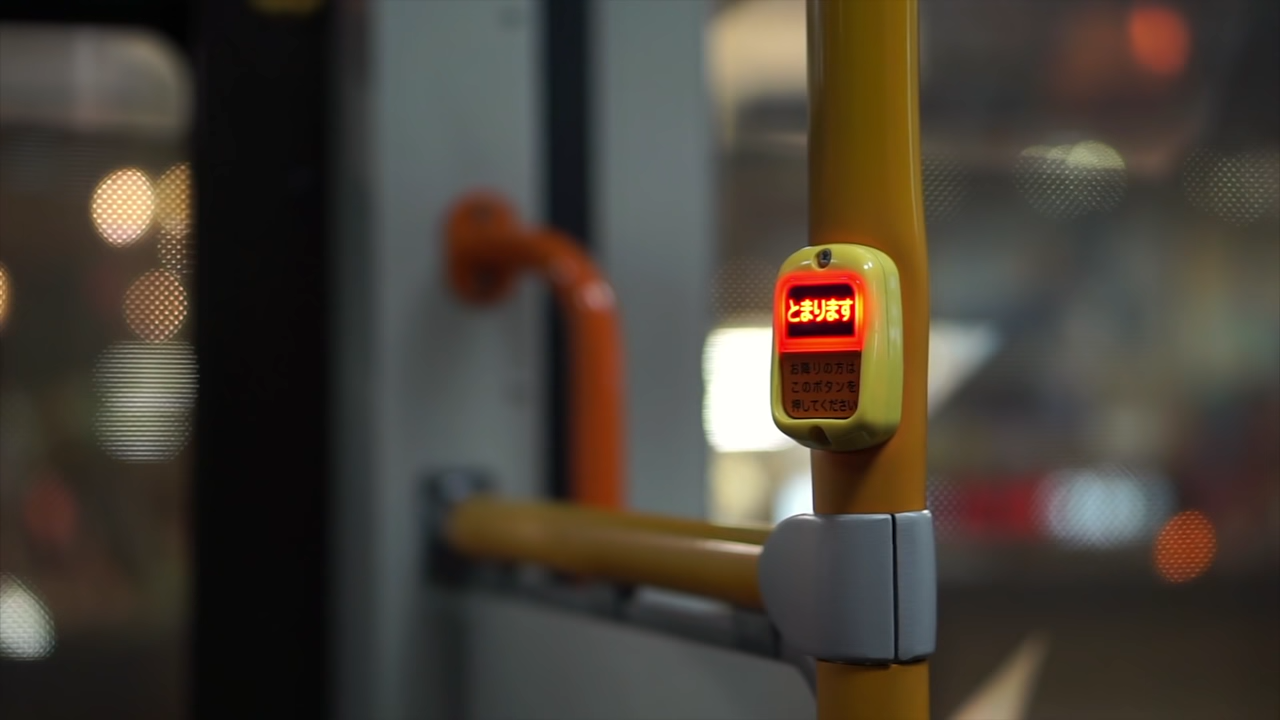 とまります
お降りの方は
このボタンを
押してください